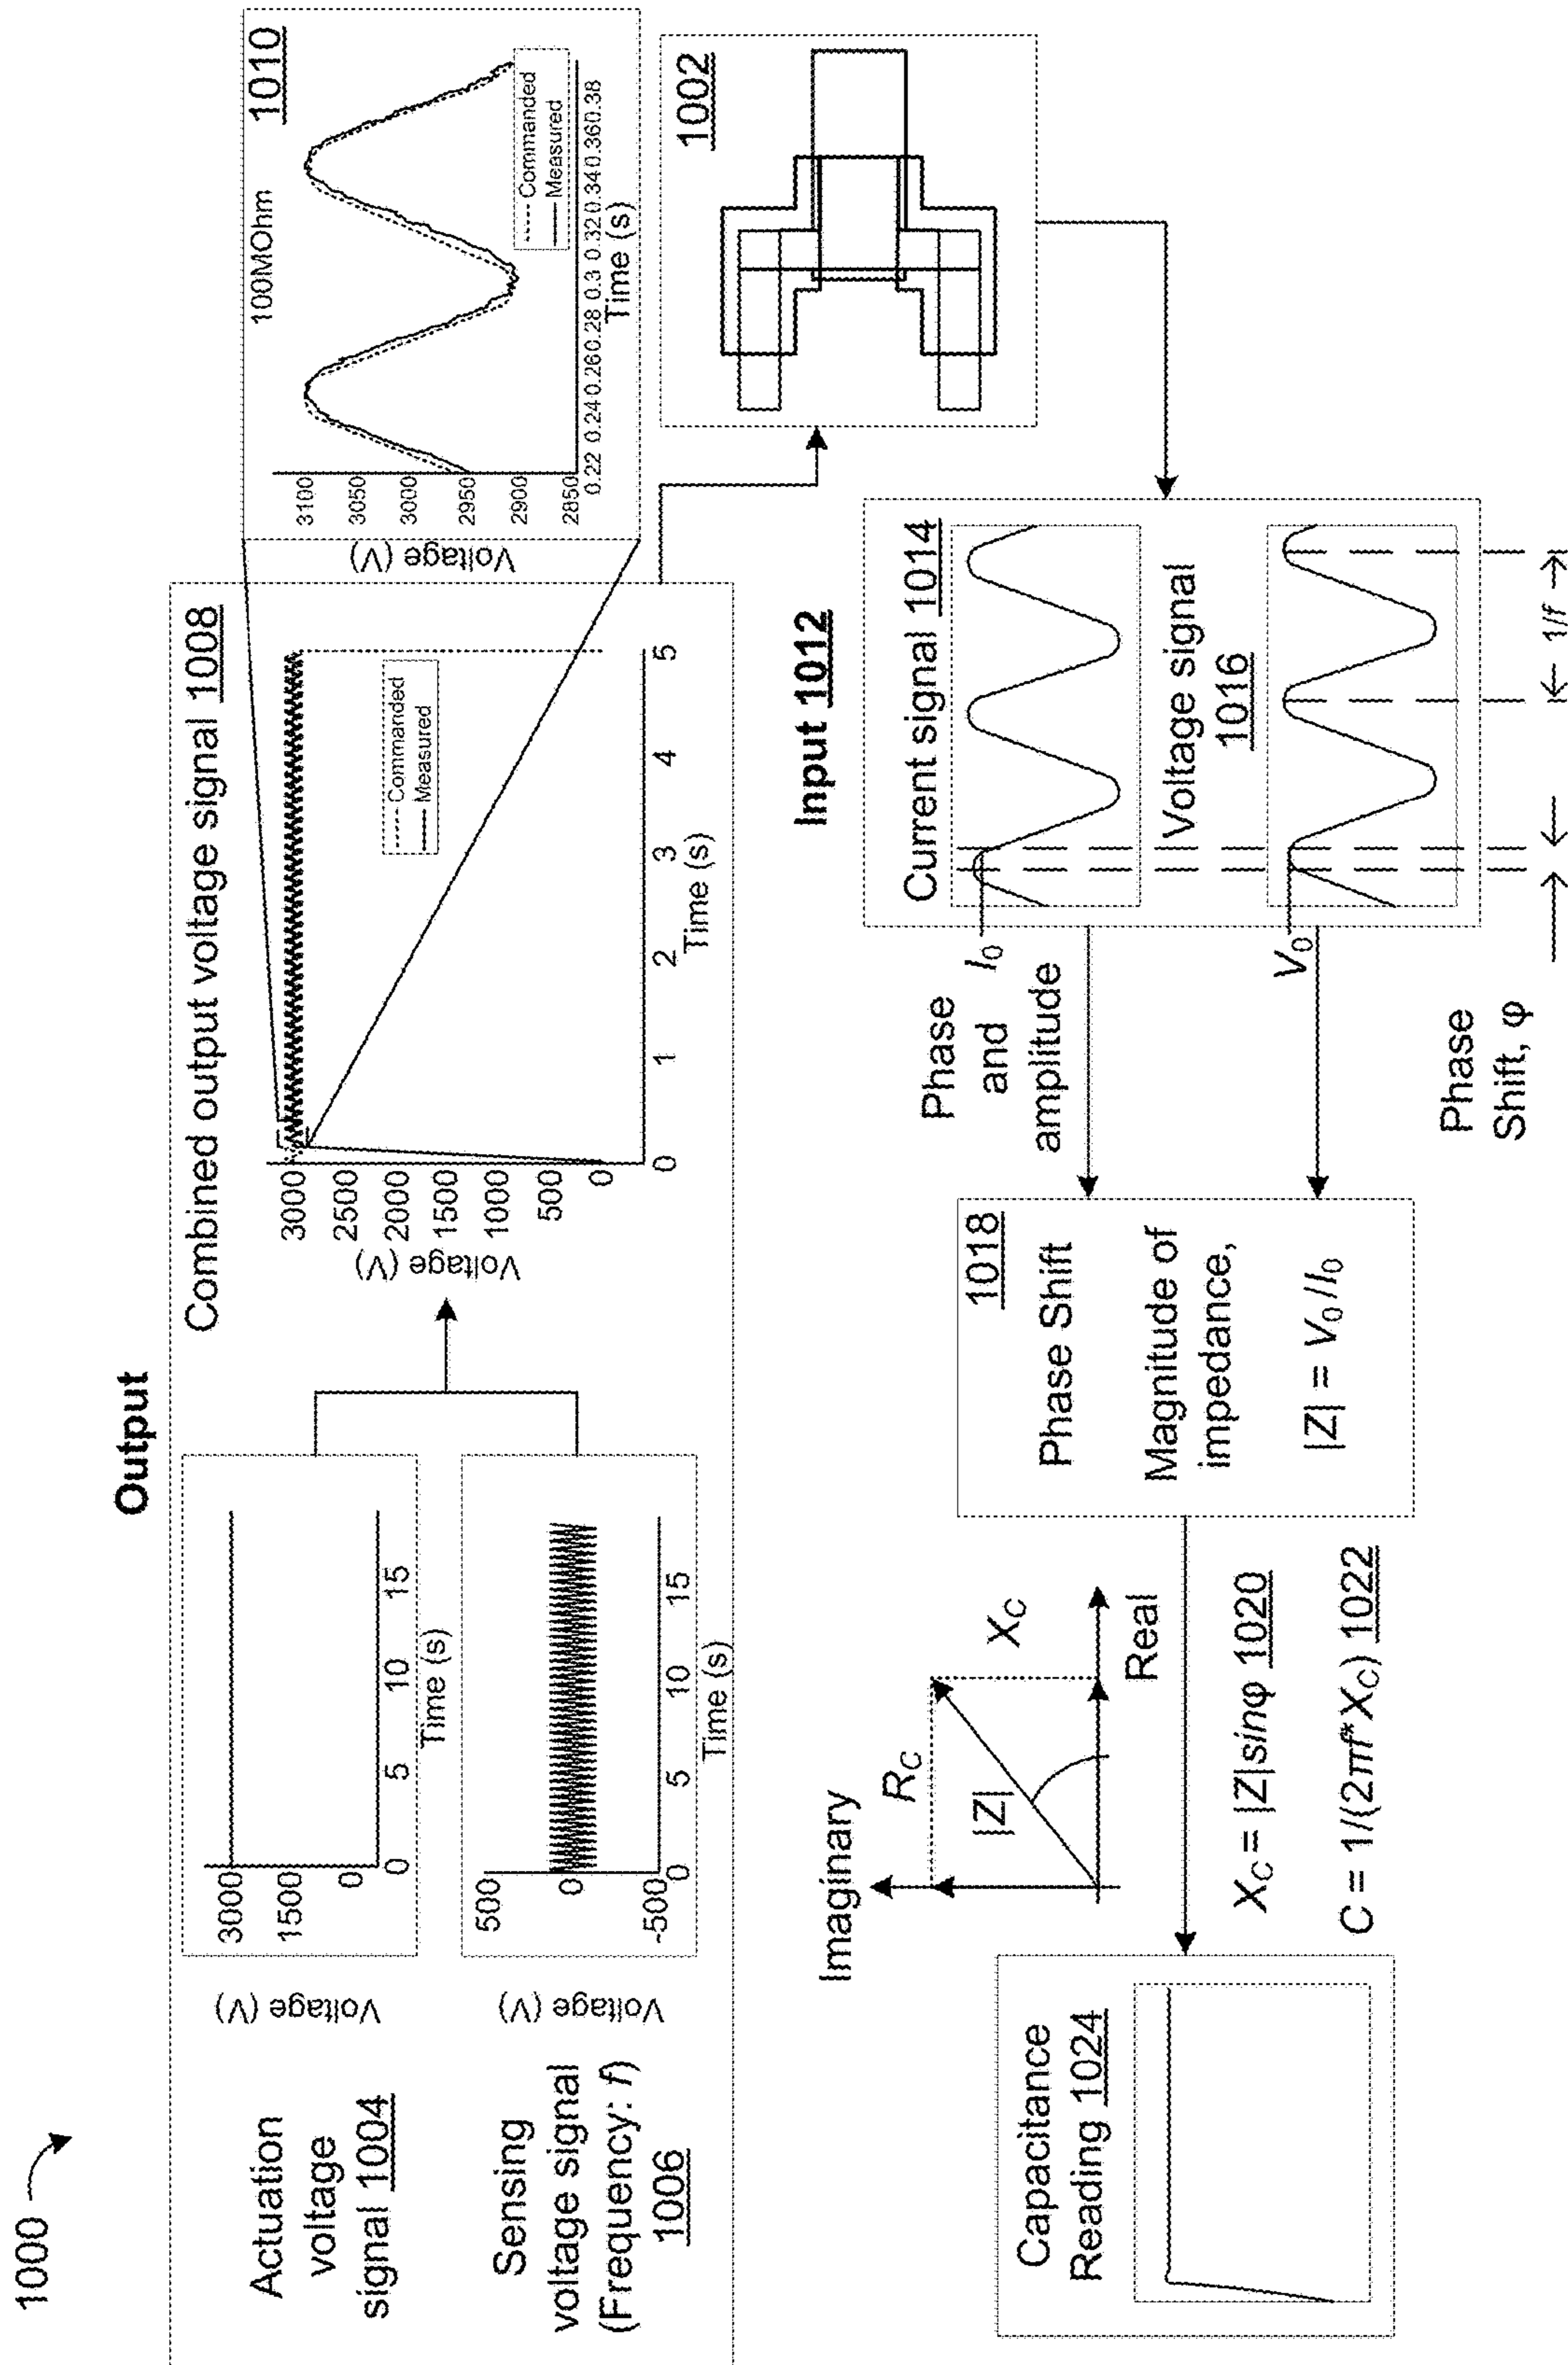 1000
Output
Actuation
voltage
signal 1004
Voltage (V)
3000
1500
0
0 5 10 15
Time (s)
Sensing
voltage signal
(Frequency: f)
1006
Voltage (V)
500
0
-500
0 5 10 15
Time (s)
Combined output voltage signal 1008
Voltage (V)
3000
2500
2000
1500
1000
500
0
0 1 2 3 4 5
Time (s)
Commanded
Measured
1010
100MOhm
Voltage (V)
3100
3050
3000
2950
2900
2850
0.22 0.24 0.26 0.28 0.3 0.32 0.34 0.36 0.38
Time (s)
Commanded
Measured
1002
Input 1012
Current signal 1014
I0
Voltage signal
1016
V0
1/f
Phase
and
amplitude
Phase
Shift, φ
1018
Phase Shift
Magnitude of
impedance,
|Z| = V0/I0
Imaginary
RC
|Z|
XC
Real
XC = |Z|sinφ 1020
C = 1/(2πf*XC) 1022
Capacitance
Reading 1024